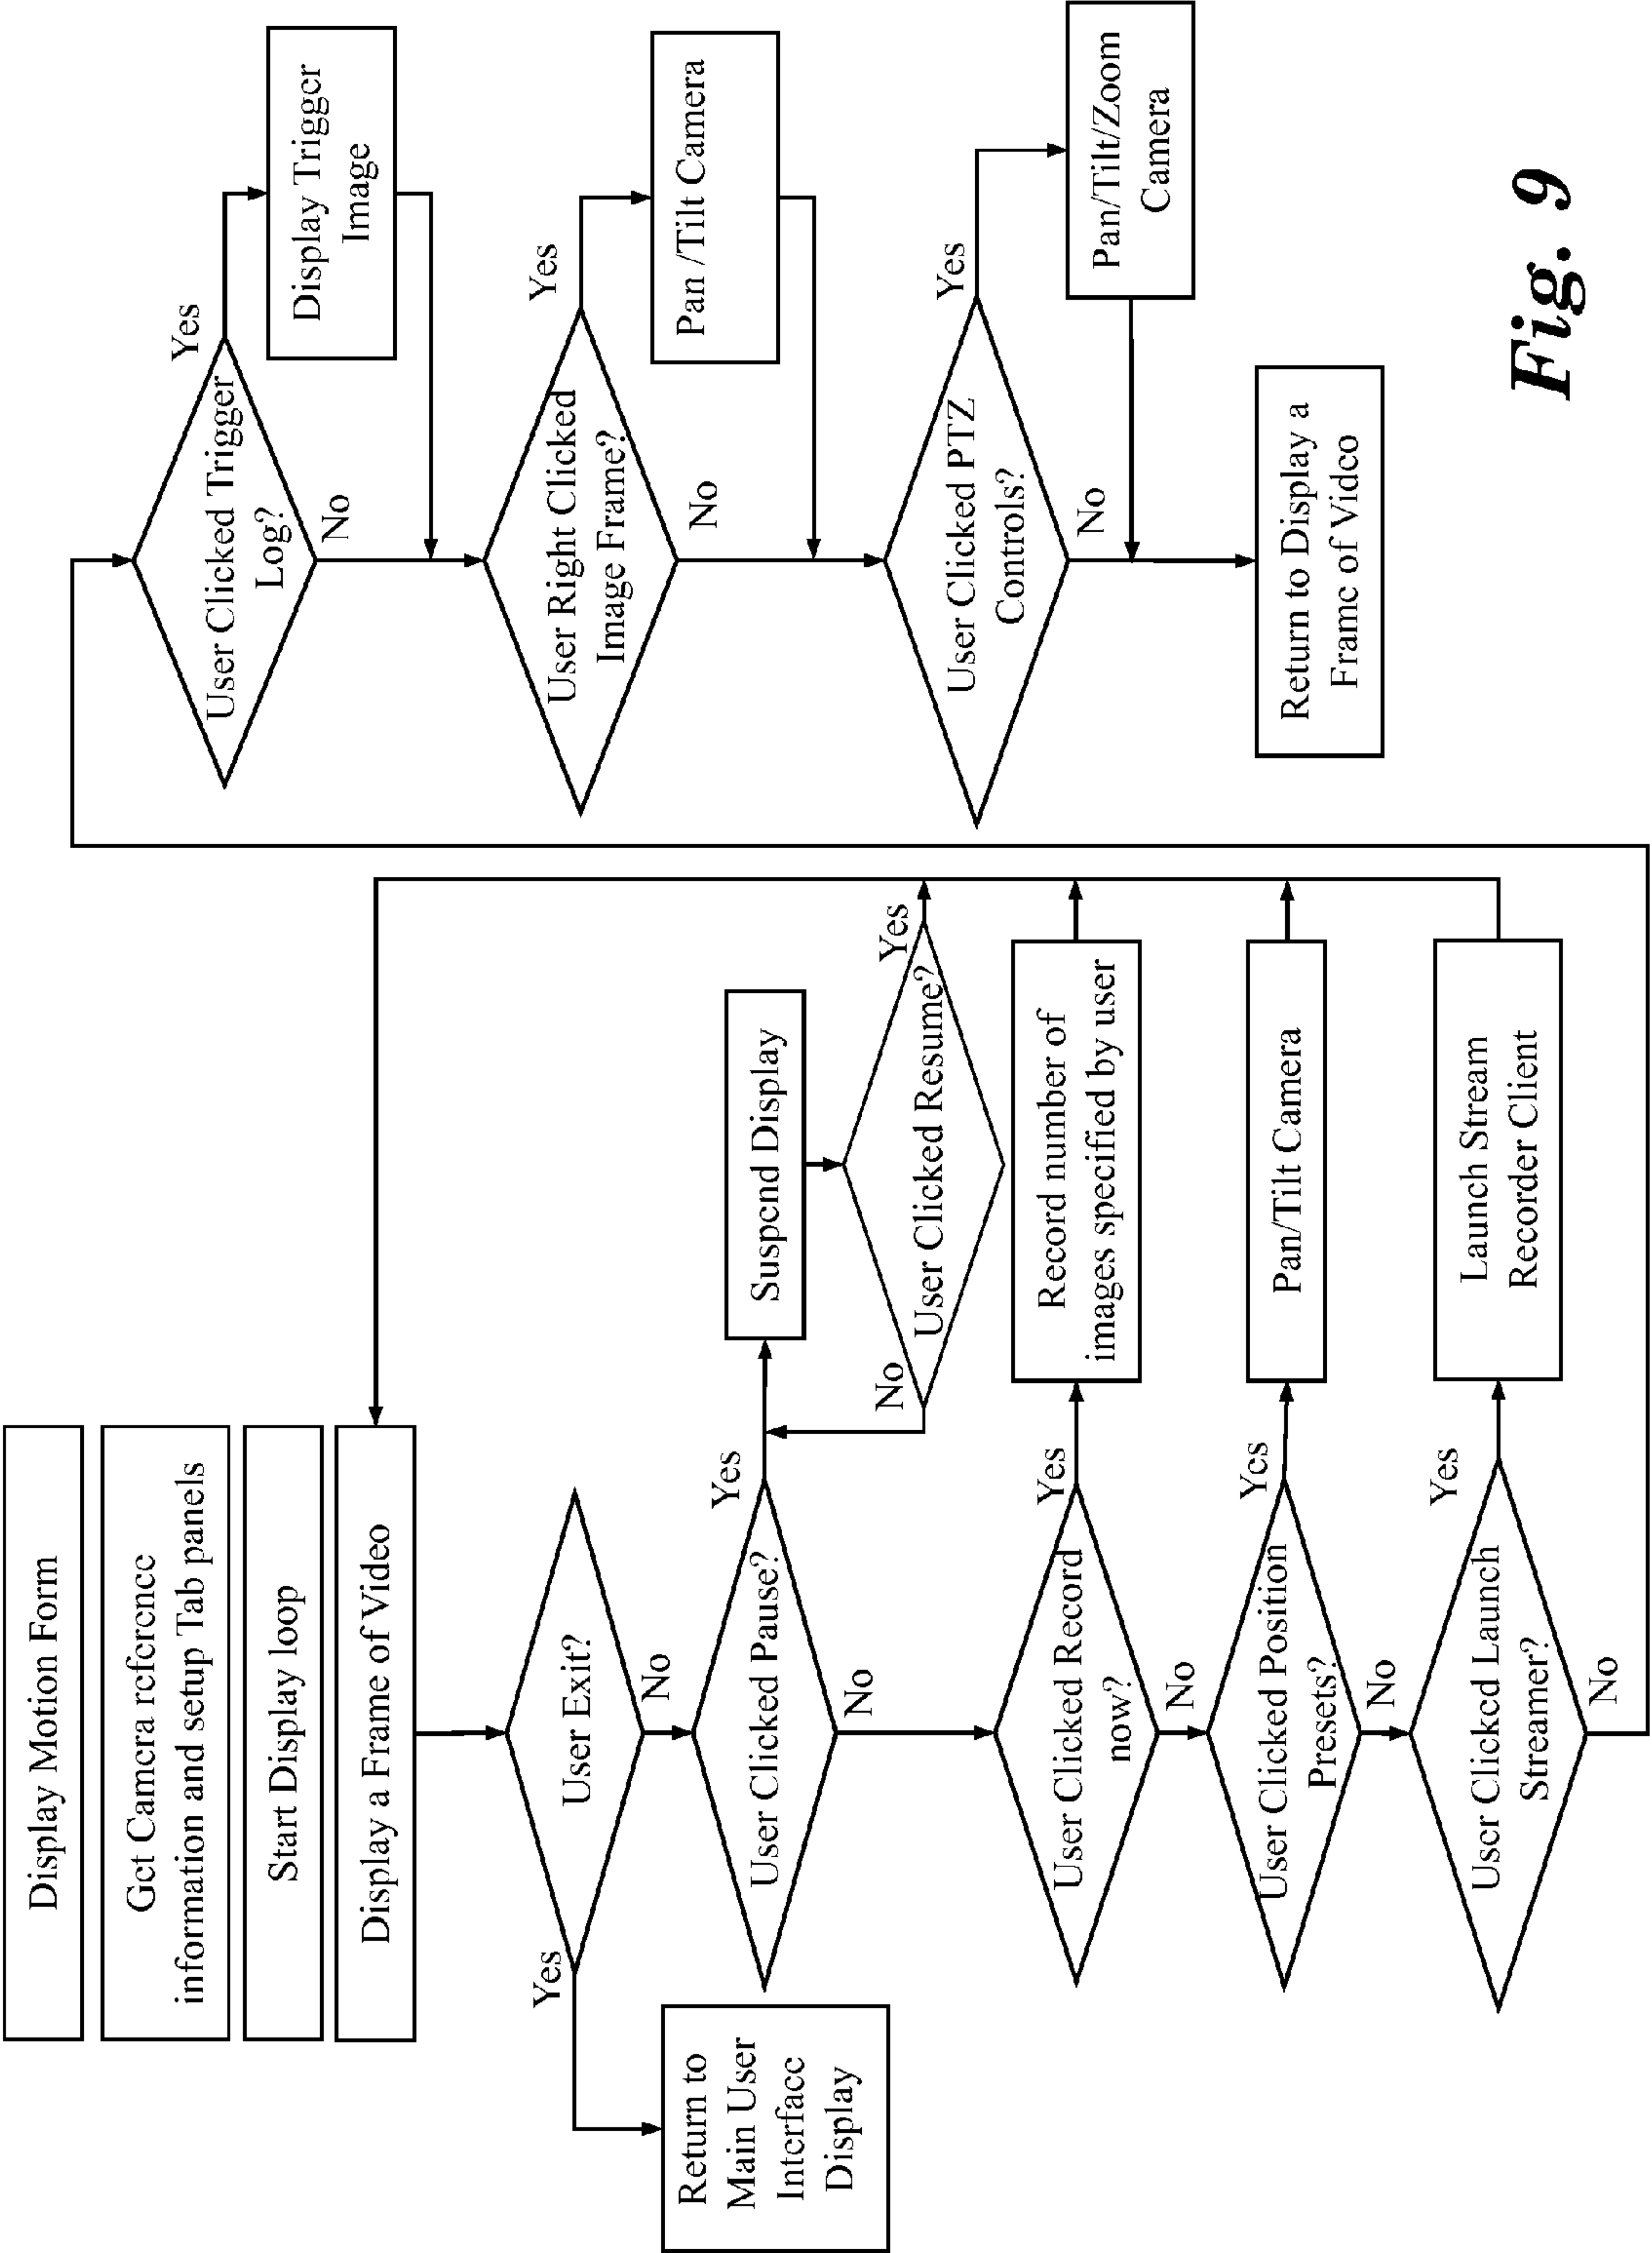 Display Motion Form
Get Camera reference
information and setup Tab panels
Start Display loop
Display a Frame of Video
User Exit?
Yes
No
Return to
Main User
Interface
Display
User Clicked Pause?
Yes
No
Suspend Display
User Clicked Resume?
Yes
No
User Clicked Record
now?
Yes
No
Record number of
images specified by user
User Clicked Position
Presets?
Yes
No
Pan/Tilt Camera
User Clicked Launch
Streamer?
Yes
No
Launch Stream
Recorder Client
User Clicked Trigger
Log?
Yes
No
Display Trigger
Image
User Right Clicked
Image Frame?
Yes
No
Pan /Tilt Camera
User Clicked PTZ
Controls?
Yes
No
Pan/Tilt/Zoom
Camera
Return to Display a
Frame of Video
Fig. 9